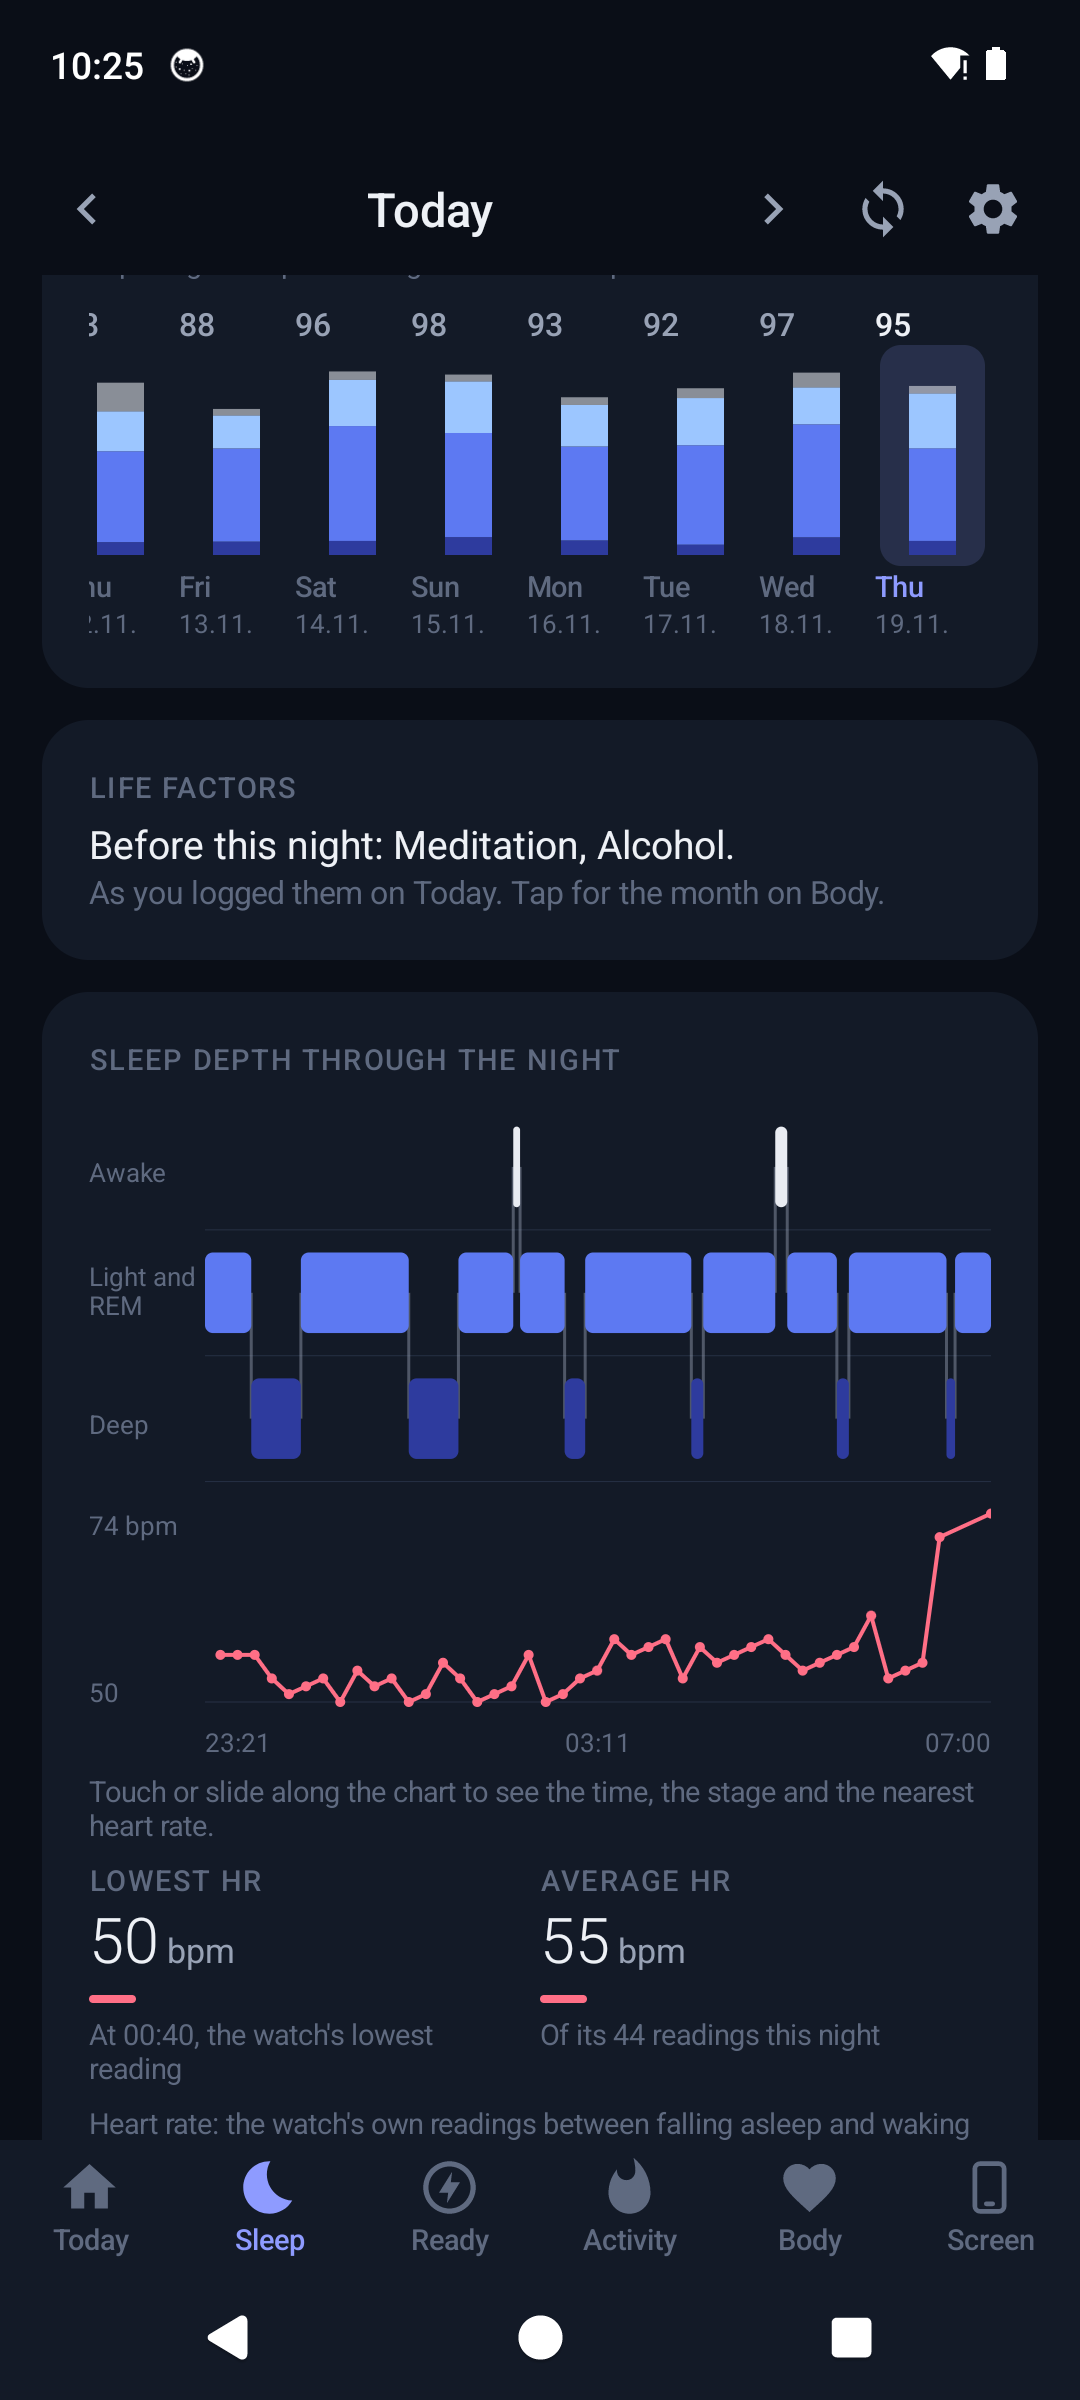 10:25
Today
88 96 98 93 92 97 95
Fri Sat Sun Mon Tue Wed Thu
13.11. 14.11. 15.11. 16.11. 17.11. 18.11. 19.11.
LIFE FACTORS
Before this night: Meditation, Alcohol.
As you logged them on Today. Tap for the month on Body.
SLEEP DEPTH THROUGH THE NIGHT
Awake
Light and
REM
Deep
74 bpm
50
23:21 03:11 07:00
Touch or slide along the chart to see the time, the stage and the nearest
heart rate.
LOWEST HR AVERAGE HR
50 bpm 55 bpm
At 00:40, the watch's lowest
reading
Of its 44 readings this night
Heart rate: the watch's own readings between falling asleep and waking
Today Sleep Ready Activity Body Screen